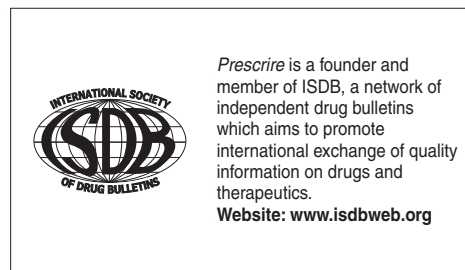 INTERNATIONAL SOCIETY
ISDB
OF DRUG BULLETINS
Prescrire is a founder and
member of ISDB, a network of
independent drug bulletins
which aims to promote
international exchange of quality
information on drugs and
therapeutics.
Website: www.isdbweb.org